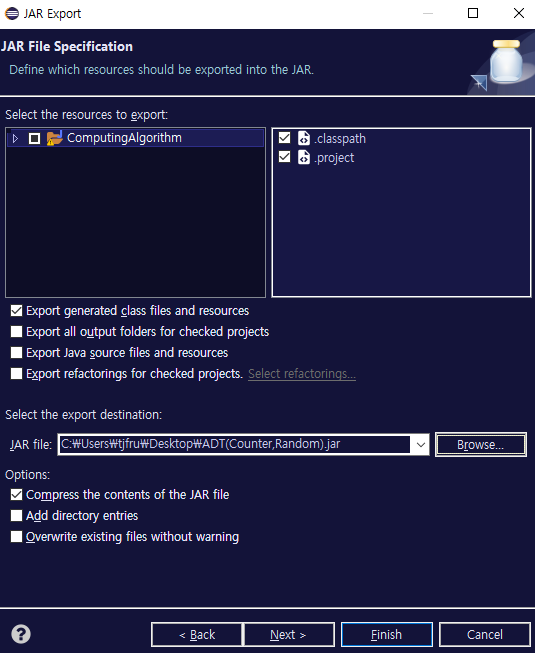 JAR Export
JAR File Specification
Define which resources should be exported into the JAR.
Select the resources to export:
ComputingAlgorithm
.classpath
.project
Export generated class files and resources
Export all output folders for checked projects
Export Java source files and resources
Export refactorings for checked projects. Select refactorings...
Select the export destination:
JAR file: C:₩Users₩tjfru₩Desktop₩ADT(Counter,Random).jar Browse...
Options:
Compress the contents of the JAR file
Add directory entries
Overwrite existing files without warning
? < Back Next > Finish Cancel